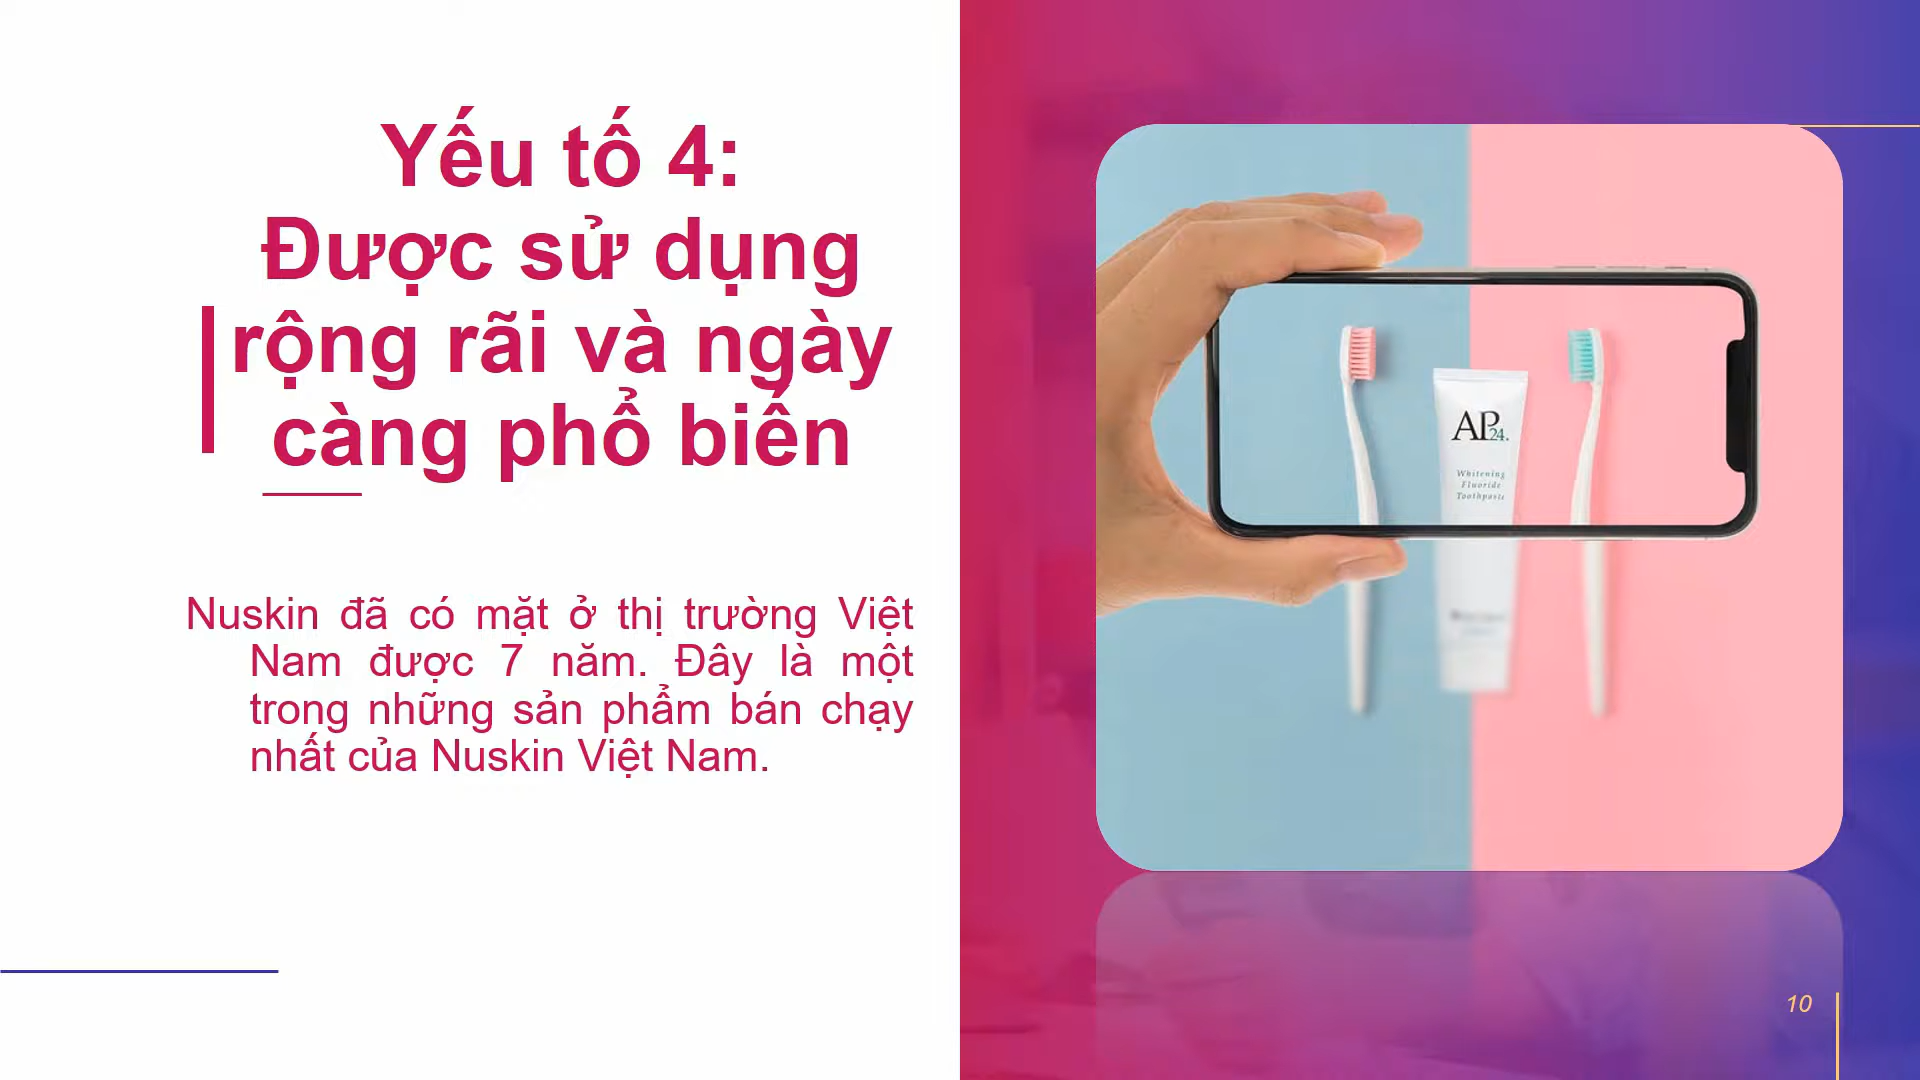 Yếu tố 4:
Được sử dụng
rộng rãi và ngày
càng phổ biến
Nuskin đã có mặt ở thị trường Việt
Nam được 7 năm. Đây là một
trong những sản phẩm bán chạy
nhất của Nuskin Việt Nam.
AP24.
Whitening
Fluoride
Toothpaste
10